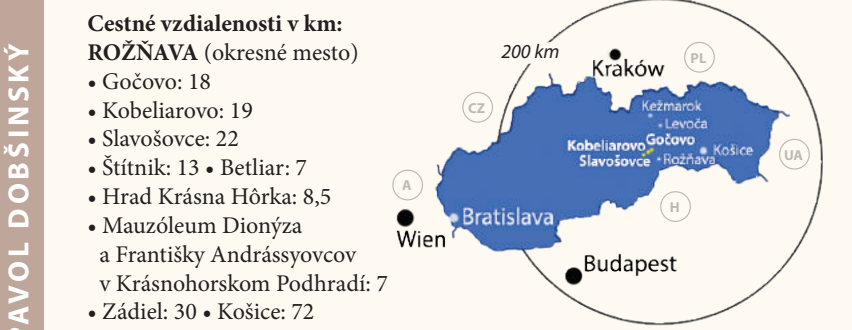 PAVOL DOBŠINSKÝ
Cestné vzdialenosti v km:
ROŽŇAVA (okresné mesto)
• Gočovo: 18
• Kobeliarovo: 19
• Slavošovce: 22
• Štítnik: 13 • Betliar: 7
• Hrad Krásna Hôrka: 8,5
• Mauzóleum Dionýza
a Františky Andrássyovcov
v Krásnohorskom Podhradí: 7
• Zádiel: 30 • Košice: 72
200 km
Kraków
PL
CZ
Kežmarok
Levoča
Gočovo
Kobeliarovo
Slavošovce
Rožňava
Košice
UA
A
H
Bratislava
Wien
Budapest